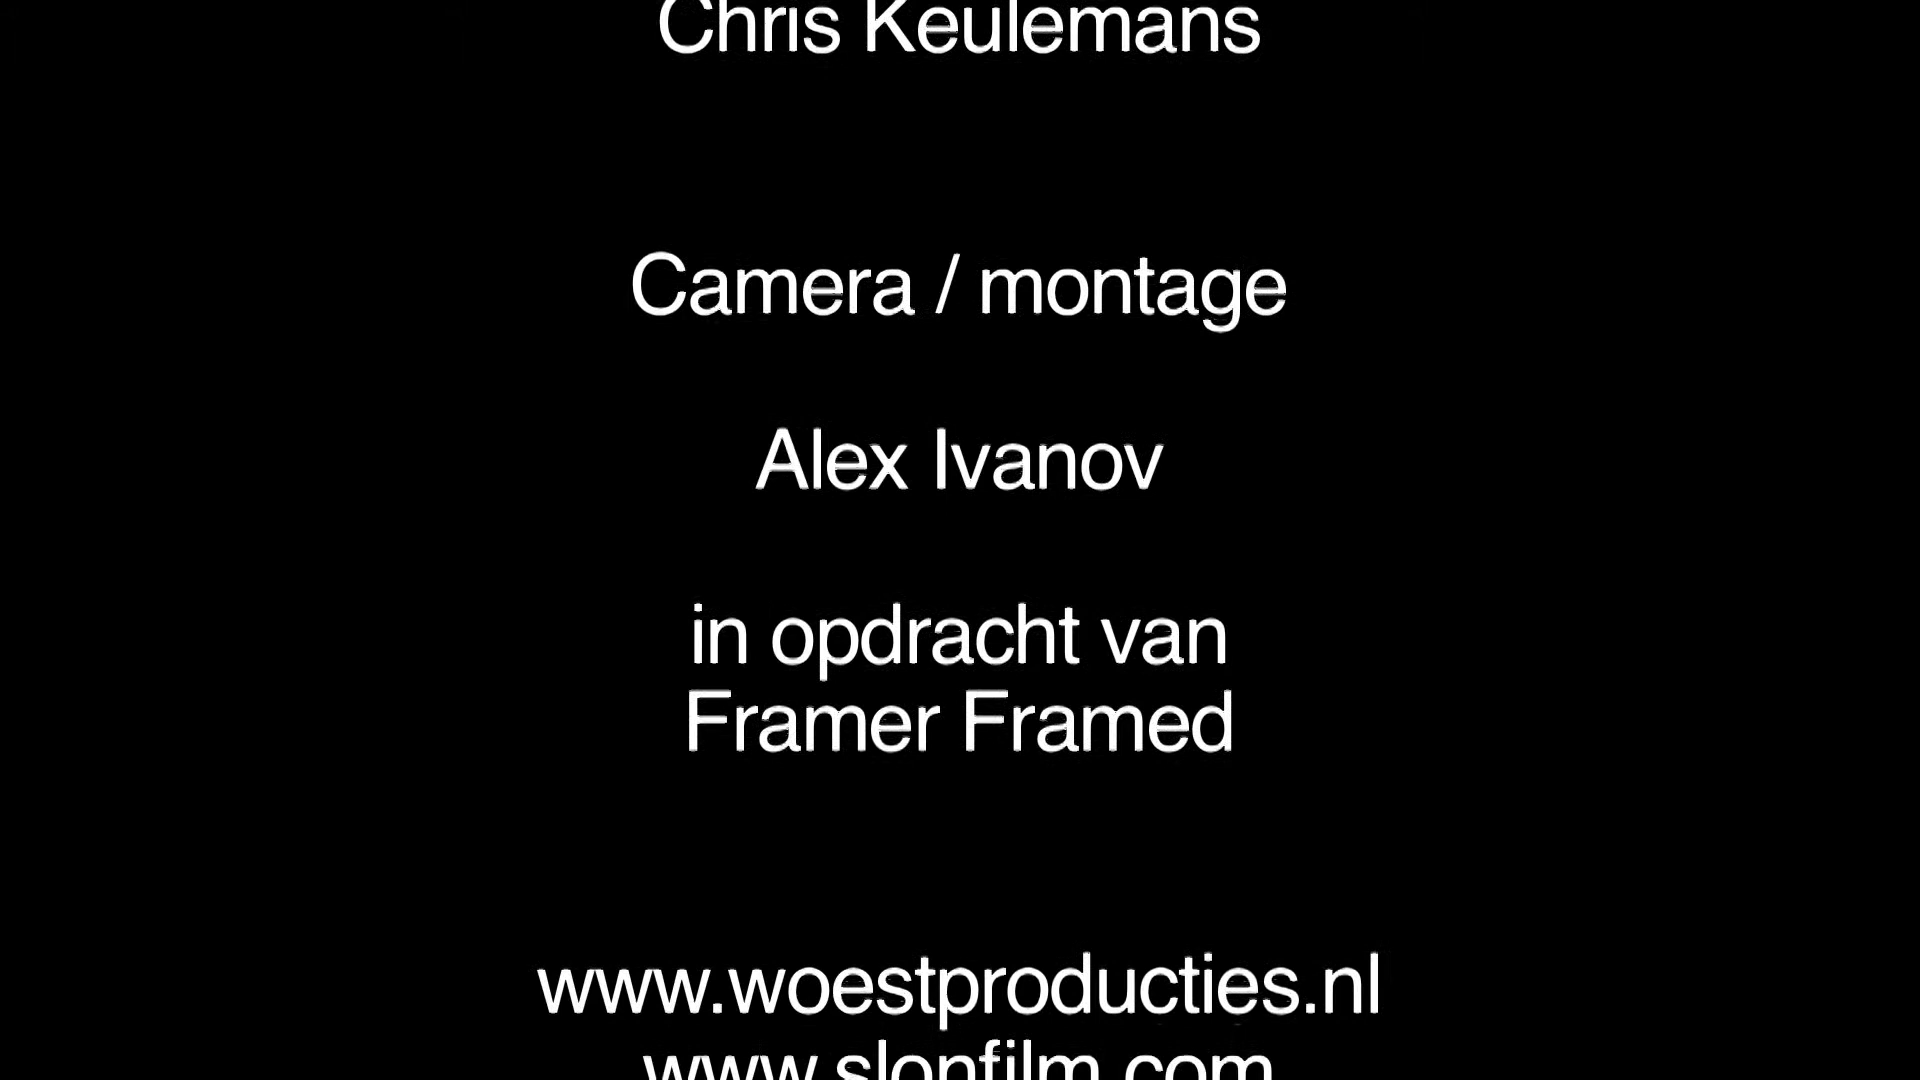 Chris Keulemans
Camera / montage
Alex Ivanov
in opdracht van
Framer Framed
www.woestproducties.nl
www.slonfilm.com